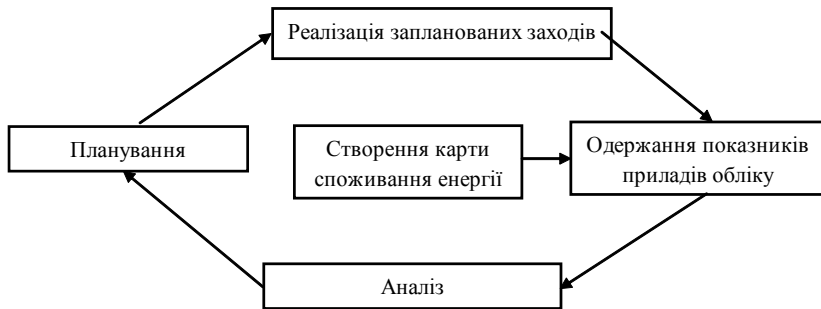 Реалізація запланованих заходів
Планування
Створення карти
споживання енергії
Одержання показників
приладів обліку
Аналіз